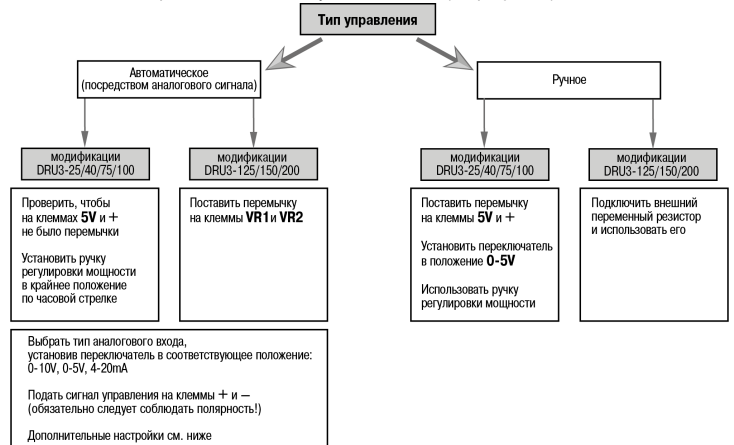 Тип управления
Автоматическое
(посредством аналогового сигнала)
Ручное
модификации
DRU3-25/40/75/100
модификации
DRU3-125/150/200
модификации
DRU3-25/40/75/100
модификации
DRU3-125/150/200
Проверить, чтобы
на клеммах 5V и +
не было перемычки
Установить ручку
регулировки мощности
в крайнее положение
по часовой стрелке
Поставить перемычку
на клеммы VR1и VR2
Поставить перемычку
на клеммы 5V и +
Установить переключатель
в положение 0-5V
Использовать ручку
регулировки мощности
Подключить внешний
переменный резистор
и использовать его
Выбрать тип аналогового входа,
установив переключатель в соответствующее положение:
0-10V, 0-5V, 4-20mA
Подать сигнал управления на клеммы + и —
(обязательно следует соблюдать полярность!)
Дополнительные настройки см. ниже